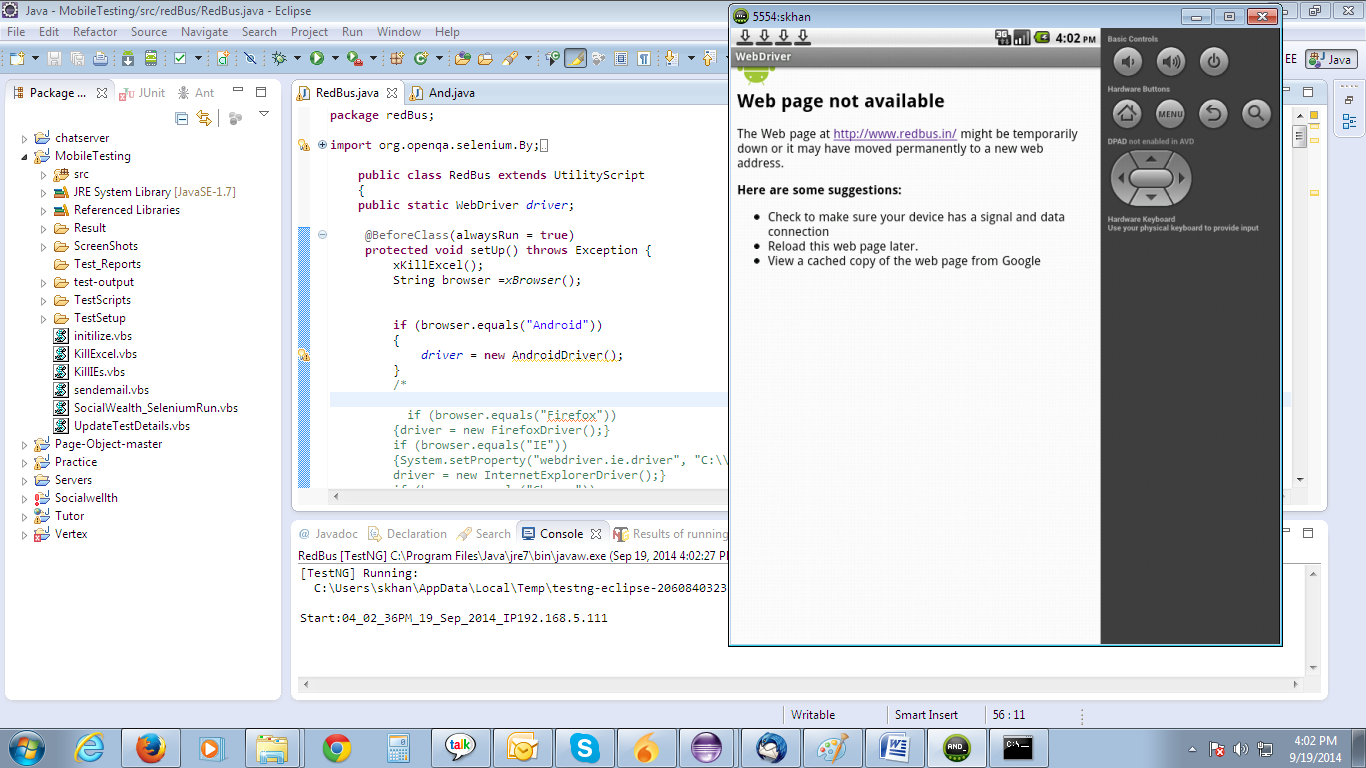 Java - MobileTesting/src/redBus/RedBus.java - Eclipse
File Edit Refactor Source Navigate Search Project Run Window Help
EE Java
Package ... JUnit Ant
chatserver
MobileTesting
src
JRE System Library [JavaSE-1.7]
Referenced Libraries
Result
ScreenShots
Test_Reports
test-output
TestScripts
TestSetup
initilize.vbs
KillExcel.vbs
KillIEs.vbs
sendemail.vbs
SocialWealth_SeleniumRun.vbs
UpdateTestDetails.vbs
Page-Object-master
Practice
Servers
Socialwellth
Tutor
Vertex
RedBus.java And.java
package redBus;
import org.openqa.selenium.By;
public class RedBus extends UtilityScript
{
public static WebDriver driver;
@BeforeClass(alwaysRun = true)
protected void setUp() throws Exception {
xKillExcel();
String browser =xBrowser();
if (browser.equals("Android"))
{
driver = new AndroidDriver();
}
/*
if (browser.equals("Firefox"))
{driver = new FirefoxDriver();}
if (browser.equals("IE"))
{System.setProperty("webdriver.ie.driver", "C:\\
driver = new InternetExplorerDriver();}
@ Javadoc Declaration Search Console Results of running
RedBus [TestNG] C:\Program Files\Java\jre7\bin\javaw.exe (Sep 19, 2014 4:02:27 PM
[TestNG] Running:
C:\Users\skhan\AppData\Local\Temp\testng-eclipse-2060840323
Start:04_02_36PM_19_Sep_2014_IP192.168.5.111
Writable Smart Insert 56 : 11
5554:skhan
3G 4:02 PM
WebDriver
Web page not available
The Web page at http://www.redbus.in/ might be temporarily
down or it may have moved permanently to a new web
address.
Here are some suggestions:
Check to make sure your device has a signal and data
connection
Reload this web page later.
View a cached copy of the web page from Google
Basic Controls
Hardware Buttons
MENU
DPAD not enabled in AVD
Hardware Keyboard
Use your physical keyboard to provide input
talk
AND_
C:\_
4:02 PM
9/19/2014